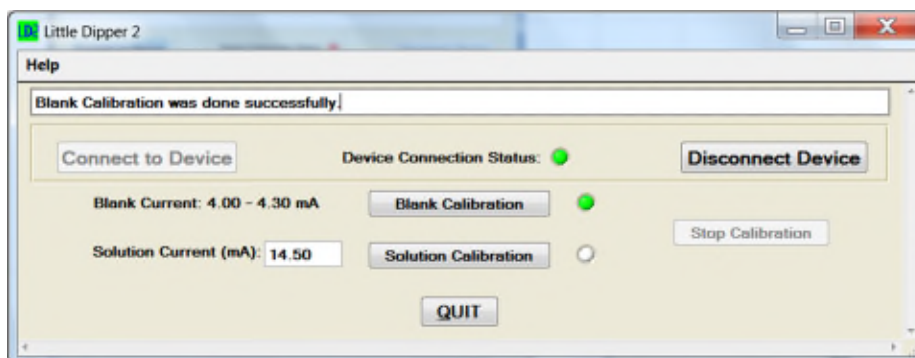 Little Dipper 2
Help
Blank Calibration was done successfully.
Connect to Device
Device Connection Status:
Disconnect Device
Blank Current: 4.00 - 4.30 mA
Blank Calibration
Stop Calibration
Solution Current (mA): 14.50
Solution Calibration
QUIT